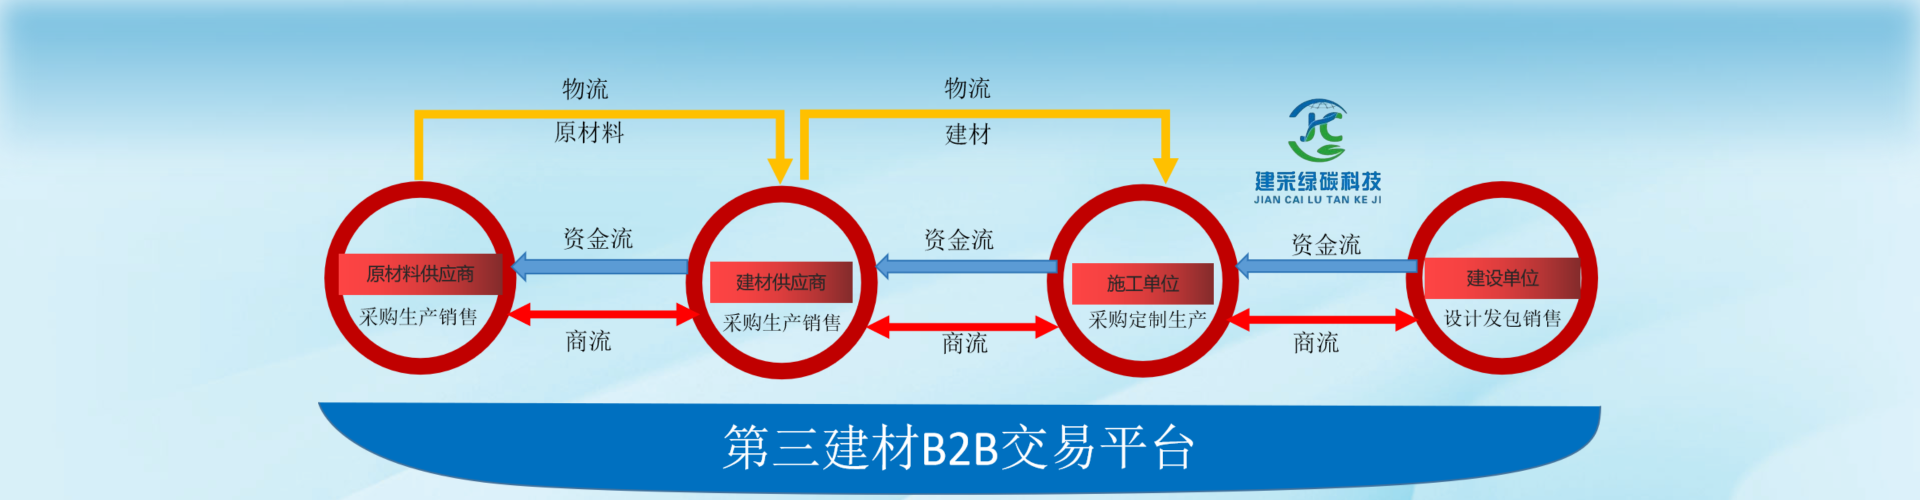 物流
原材料
物流
建材
建采绿碳科技
JIAN CAI LU TAN KE JI
资金流
资金流
资金流
原材料供应商
采购生产销售
建材供应商
采购生产销售
施工单位
采购定制生产
建设单位
设计发包销售
商流
商流
商流
第三建材B2B交易平台